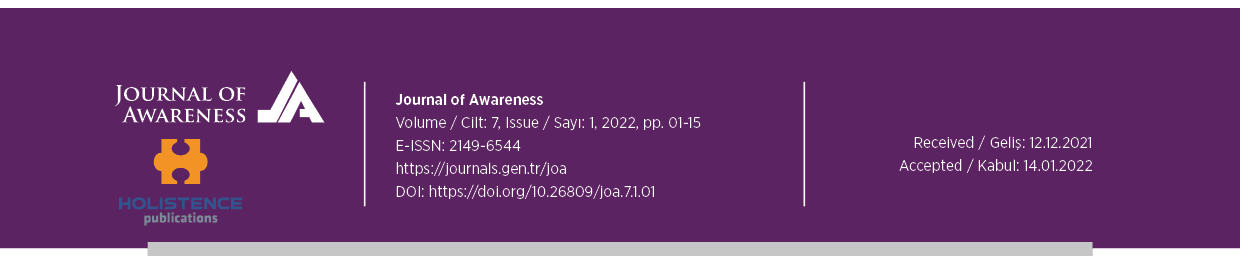 JOURNAL OF
AWARENESS
HOLISTENCE
publications
Journal of Awareness
Volume / Cilt: 7, Issue / Sayı: 1, 2022, pp. 01-15
E-ISSN: 2149-6544
https://journals.gen.tr/joa
DOI: https://doi.org/10.26809/joa.7.1.01
Received / Geliş: 12.12.2021
Accepted / Kabul: 14.01.2022